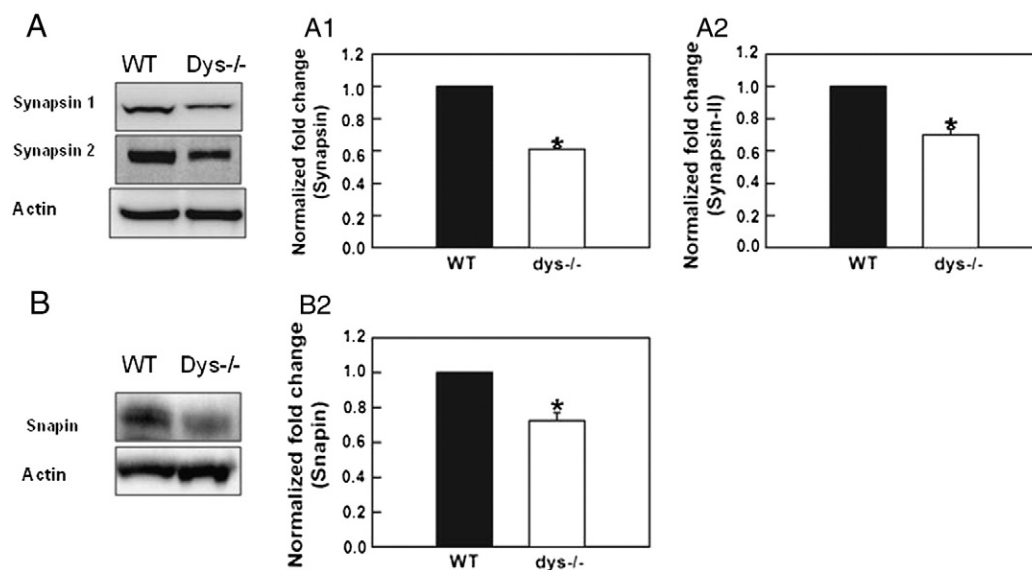 A
WT Dys-/-
Synapsin 1
Synapsin 2
Actin
A1
Normalized fold change
(Synapsin)
1.2
1.0
0.8
0.6
0.4
0.2
0.0
*
WT dys-/-
A2
Normalized fold change
(Synapsin-II)
1.2
1.0
0.8
0.6
0.4
0.2
0.0
*
WT dys-/-
B
WT Dys-/-
Snapin
Actin
B2
Normalized fold change
(Snapin)
1.2
1.0
0.8
0.6
0.4
0.2
0.0
*
WT dys-/-